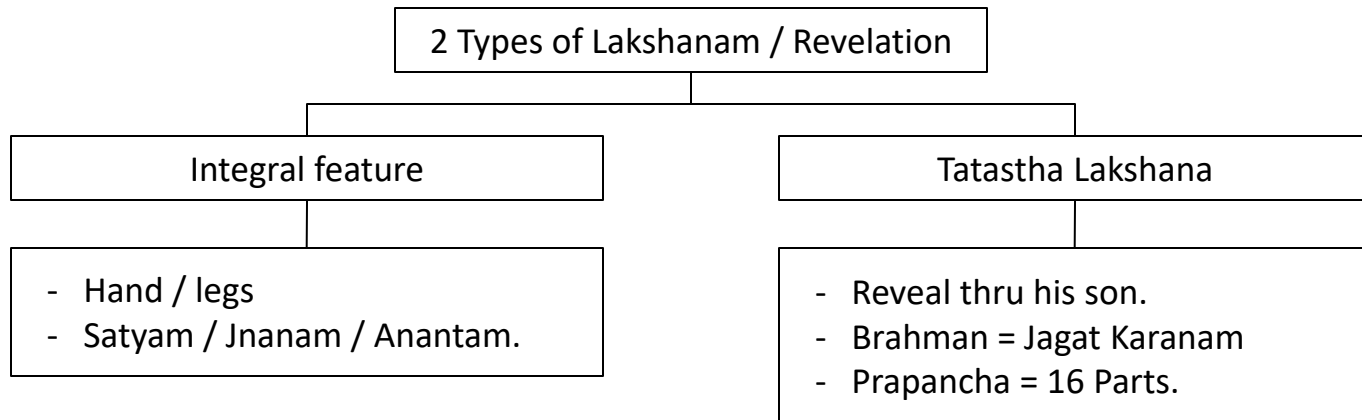 2 Types of Lakshanam / Revelation
Integral feature
- Hand / legs
- Satyam / Jnanam / Anantam.
Tatastha Lakshana
- Reveal thru his son.
- Brahman = Jagat Karanam
- Prapancha = 16 Parts.